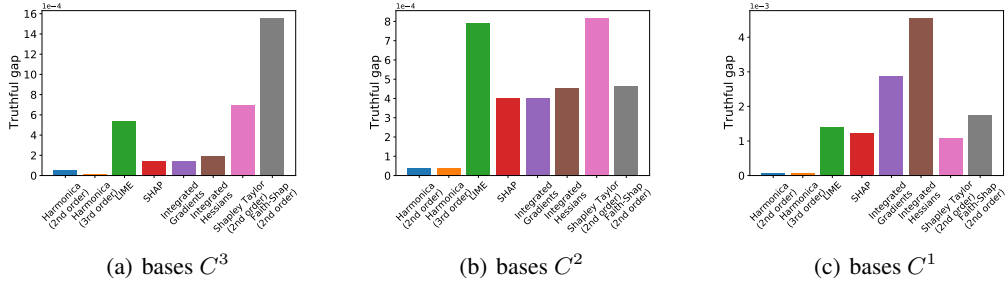 1e−4
16
14
12
10
8
6
4
2
0
Truthful gap
Harmonica
(2nd order)
Harmonica
(3rd order)
LIME
SHAP
Integrated
Gradients
Integrated
Hessians
Shapley Taylor
(2nd order)
Faith-Shap
(2nd order)
(a) bases C³
1e−4
8
7
6
5
4
3
2
1
0
Truthful gap
Harmonica
(2nd order)
Harmonica
(3rd order)
LIME
SHAP
Integrated
Gradients
Integrated
Hessians
Shapley Taylor
(2nd order)
Faith-Shap
(2nd order)
(b) bases C²
1e−3
4
3
2
1
0
Truthful gap
Harmonica
(2nd order)
Harmonica
(3rd order)
LIME
SHAP
Integrated
Gradients
Integrated
Hessians
Shapley Taylor
(2nd order)
Faith-Shap
(2nd order)
(c) bases C¹